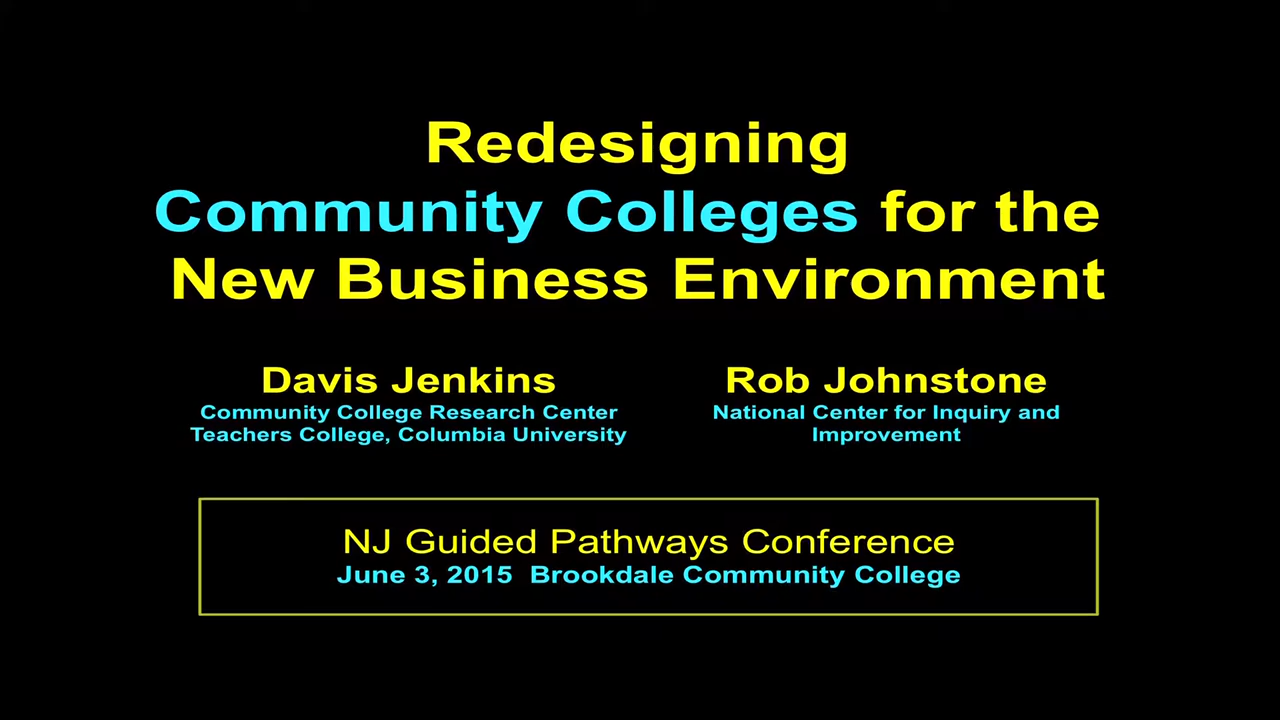 Redesigning
Community Colleges for the
New Business Environment
Davis Jenkins
Community College Research Center
Teachers College, Columbia University
Rob Johnstone
National Center for Inquiry and
Improvement
NJ Guided Pathways Conference
June 3, 2015 Brookdale Community College